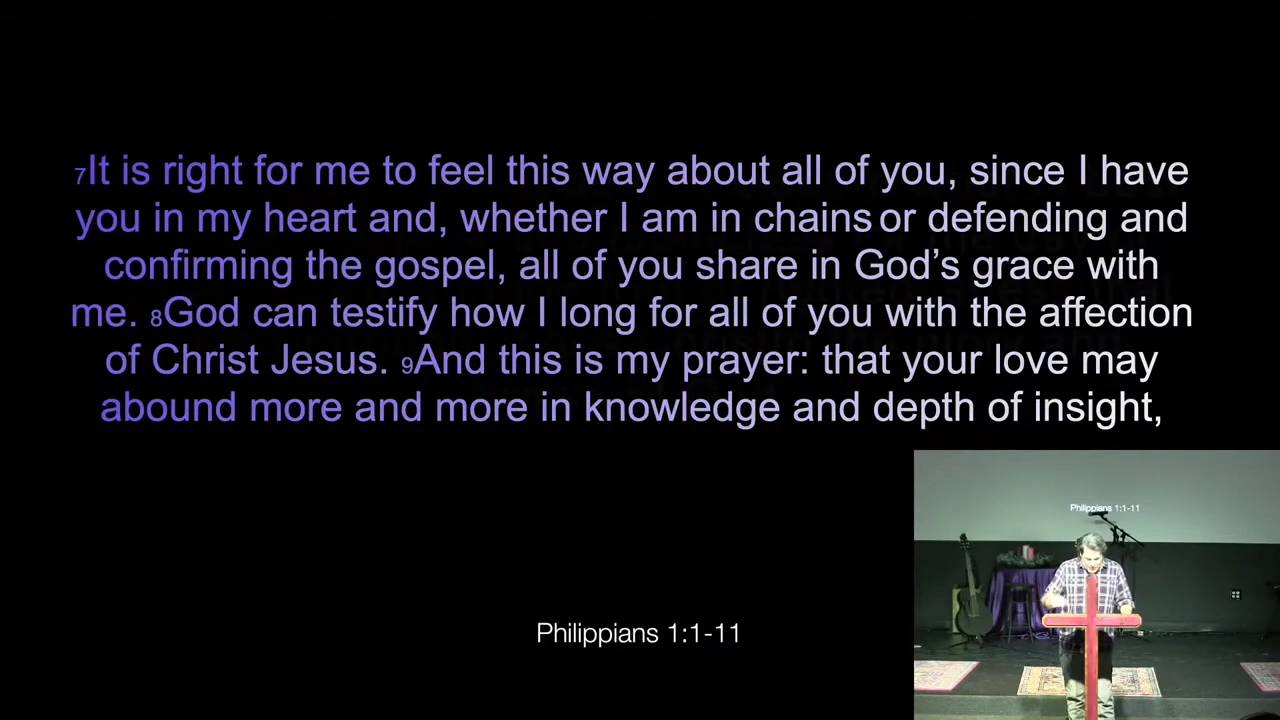 7It is right for me to feel this way about all of you, since I have
you in my heart and, whether I am in chains or defending and
confirming the gospel, all of you share in God’s grace with
me. 8God can testify how I long for all of you with the affection
of Christ Jesus. 9And this is my prayer: that your love may
abound more and more in knowledge and depth of insight,
Philippians 1:1-11
Philippians 1:1-11